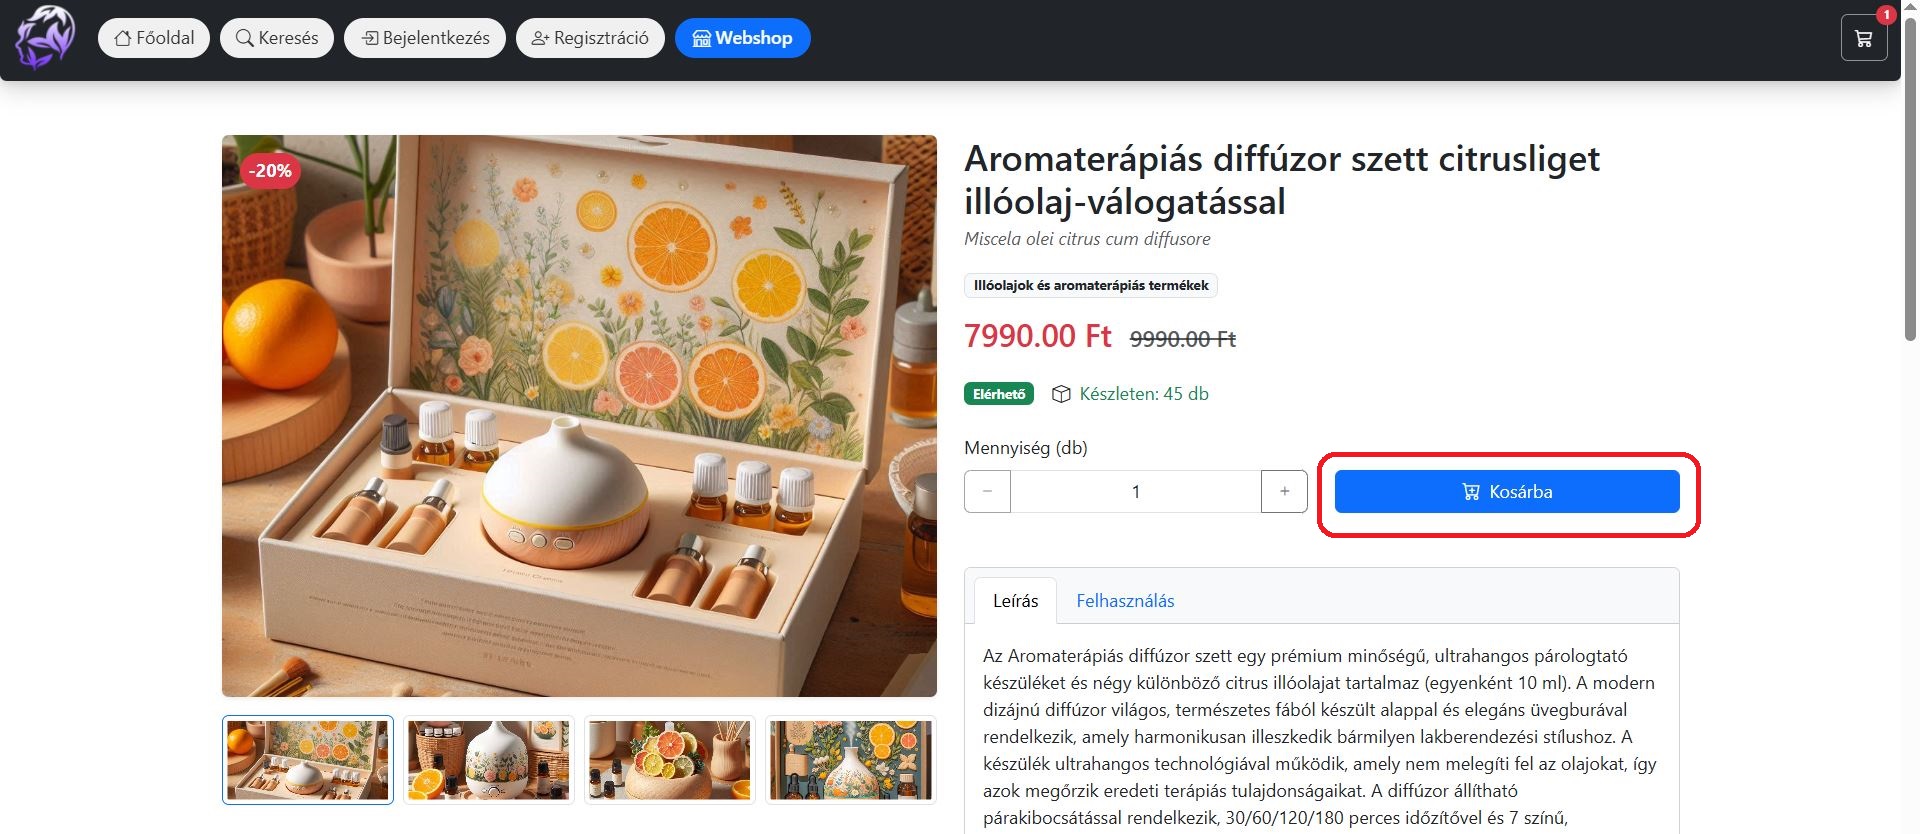 Főoldal
Keresés
Bejelentkezés
Regisztráció
Webshop
1
-20%
Aromaterápiás diffúzor szett citrusliget
illóolaj-válogatással
Miscela olei citrus cum diffusore
Illóolajok és aromaterápiás termékek
7990.00 Ft 9990.00 Ft
Elérhető Készleten: 45 db
Mennyiség (db)
− 1 +
Kosárba
Leírás Felhasználás
Az Aromaterápiás diffúzor szett egy prémium minőségű, ultrahangos párologtató
készüléket és négy különböző citrus illóolajat tartalmaz (egyenként 10 ml). A modern
dizájnú diffúzor világos, természetes fából készült alappal és elegáns üvegburával
rendelkezik, amely harmonikusan illeszkedik bármilyen lakberendezési stílushoz. A
készülék ultrahangos technológiával működik, amely nem melegíti fel az olajokat, így
azok megőrzik eredeti terápiás tulajdonságaikat. A diffúzor állítható
párakibocsátással rendelkezik, 30/60/120/180 perces időzítővel és 7 színű,